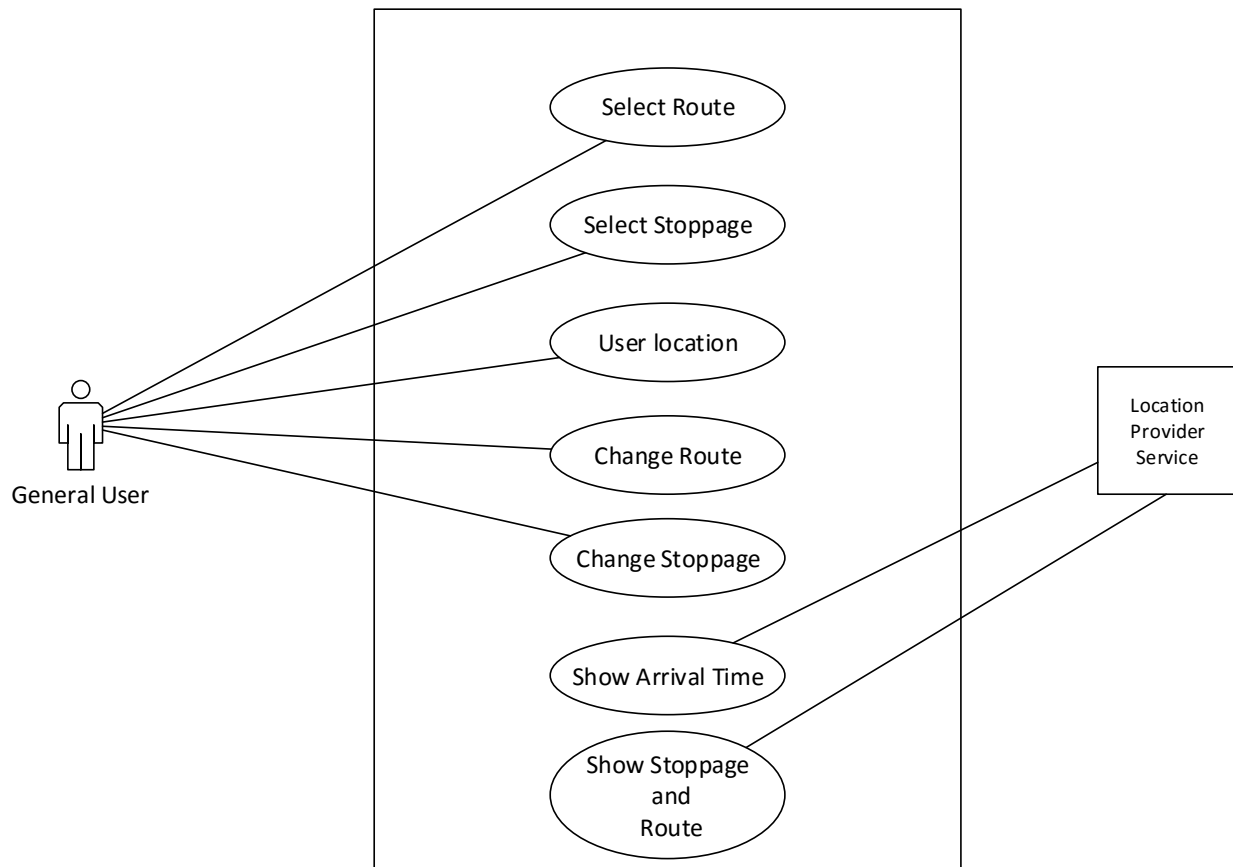 Select Route
Select Stoppage
User location
Change Route
Change Stoppage
Show Arrival Time
Show Stoppage
and
Route
General User
Location
Provider
Service